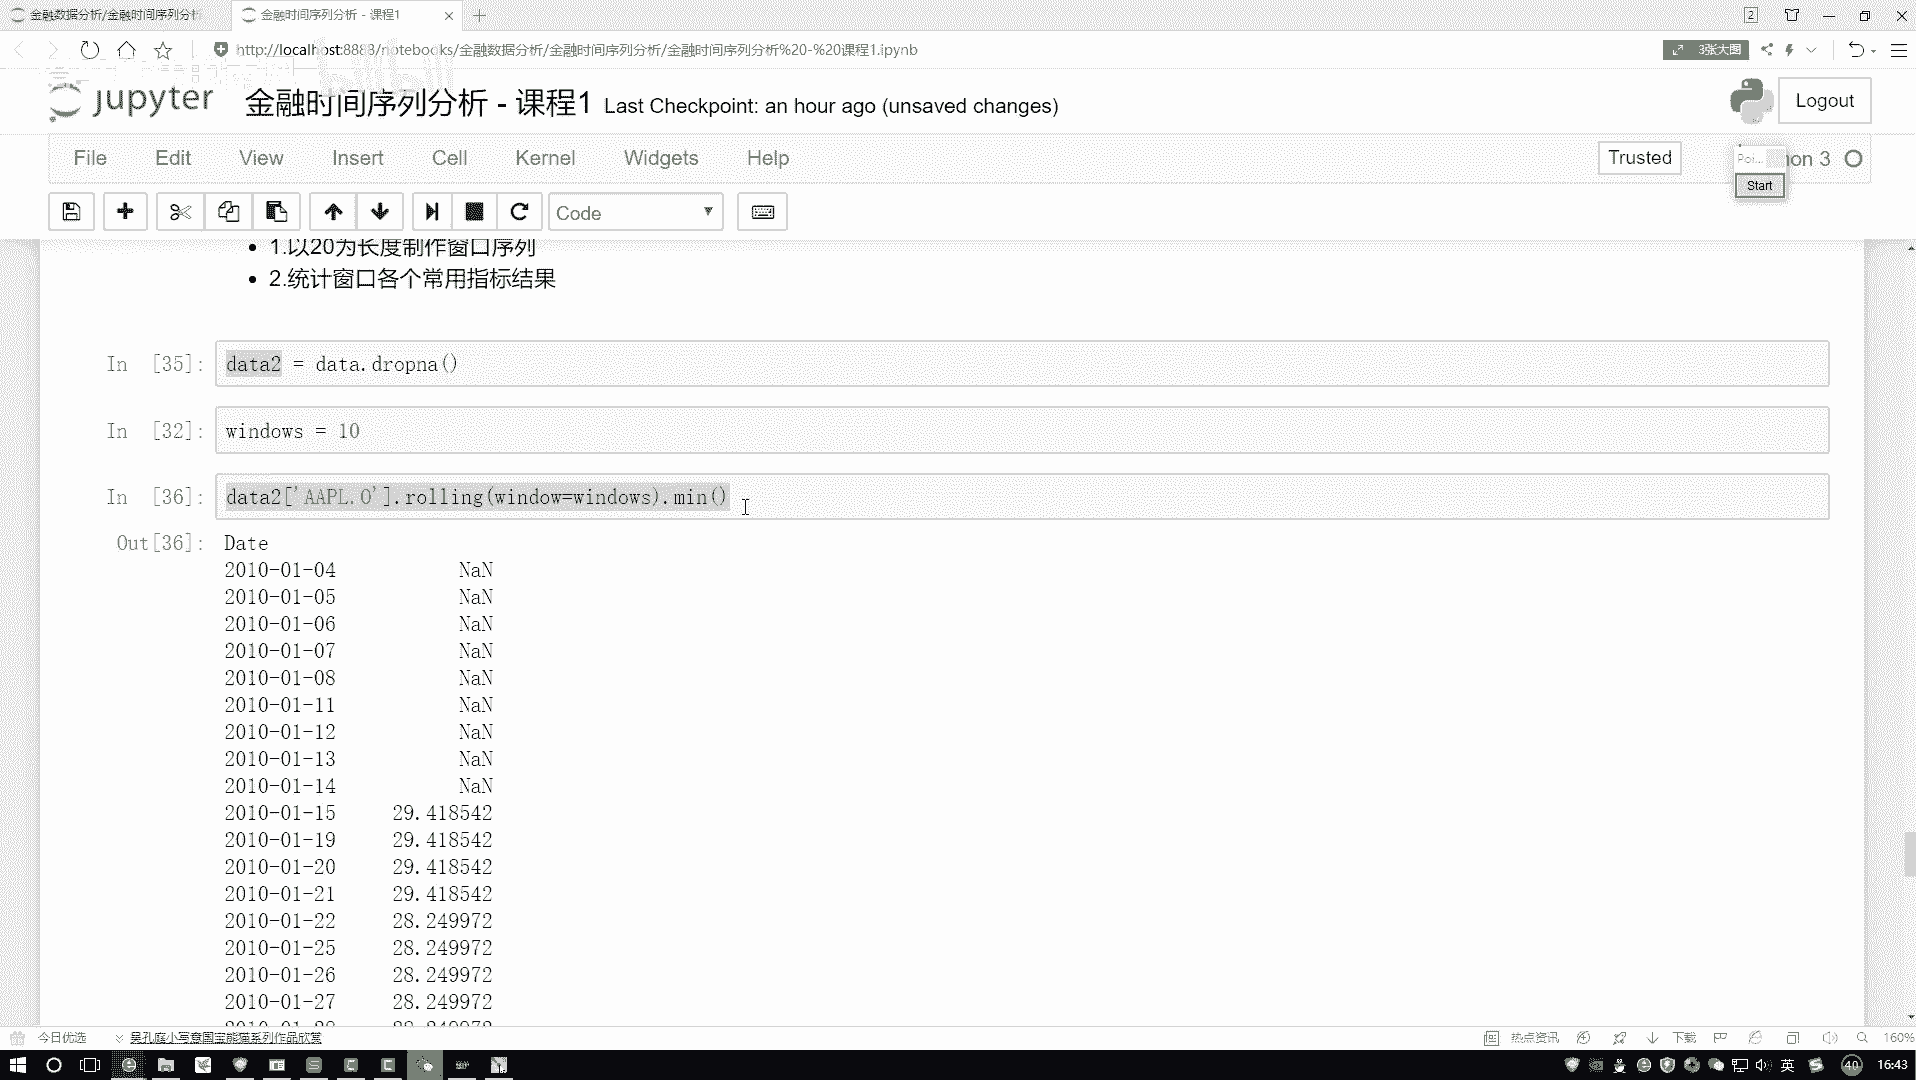 金融数据分析/金融时间序列分析
金融时间序列分析 - 课程1
2
http://localhost:8888/notebooks/金融数据分析/金融时间序列分析/金融时间序列分析%20-%20课程1.ipynb
3张大图
jupyter
金融时间序列分析 - 课程1
Last Checkpoint: an hour ago (unsaved changes)
Logout
File Edit View Insert Cell Kernel Widgets Help
Trusted
Poi...
hon 3
Start
Code
1.以20为长度制作窗口序列
2.统计窗口各个常用指标结果
In [35]: data2 = data.dropna()
In [32]: windows = 10
In [36]: data2['AAPL.O'].rolling(window=windows).min()
Out[36]: Date
2010-01-04 NaN
2010-01-05 NaN
2010-01-06 NaN
2010-01-07 NaN
2010-01-08 NaN
2010-01-11 NaN
2010-01-12 NaN
2010-01-13 NaN
2010-01-14 NaN
2010-01-15 29.418542
2010-01-19 29.418542
2010-01-20 29.418542
2010-01-21 29.418542
2010-01-22 28.249972
2010-01-25 28.249972
2010-01-26 28.249972
2010-01-27 28.249972
今日优选
吴孔庭小写意国宝熊猫系列作品欣赏
热点资讯
下载
160%
英
40
16:43